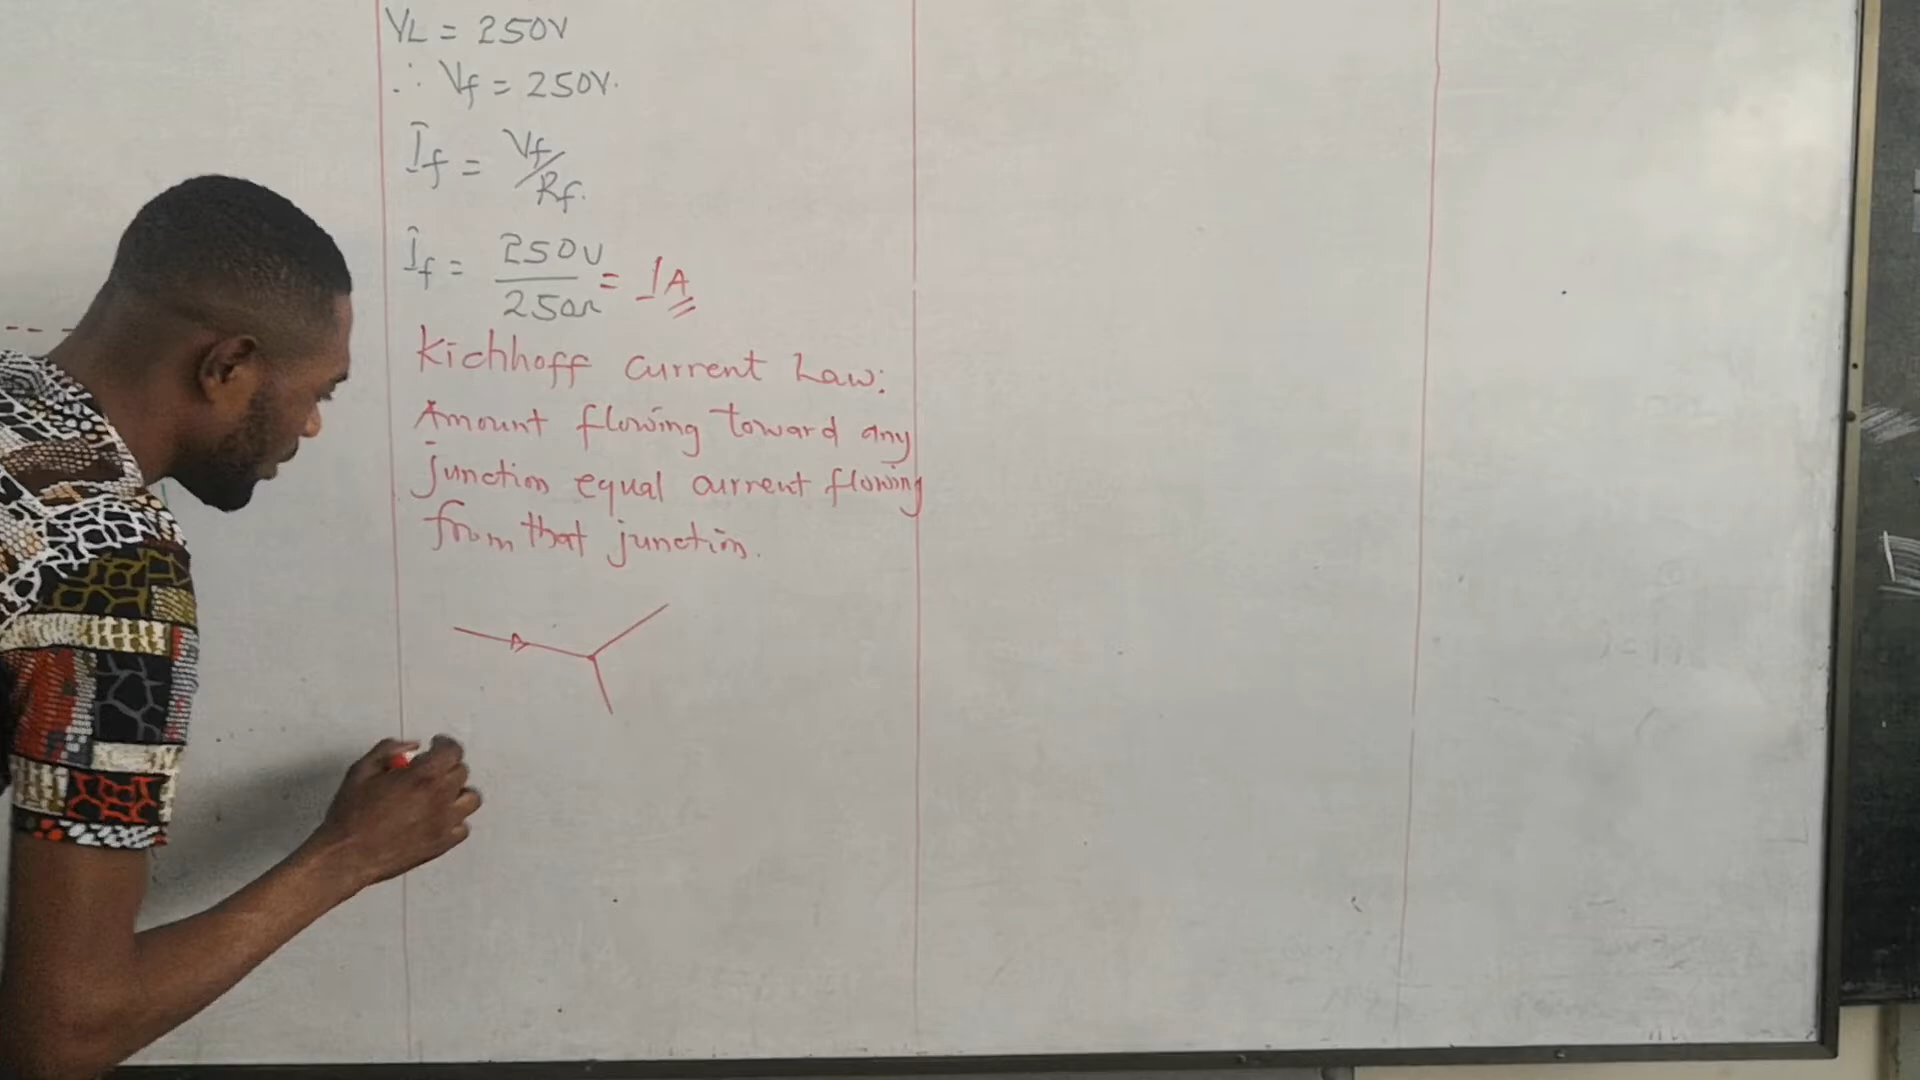 VL = 250V
∴ Vf = 250V.
If = Vf/Rf.
If = 250V/250Ω = 1A
Kichhoff current Law:
Amount flowing toward any
junction equal current flowing
from that junction.